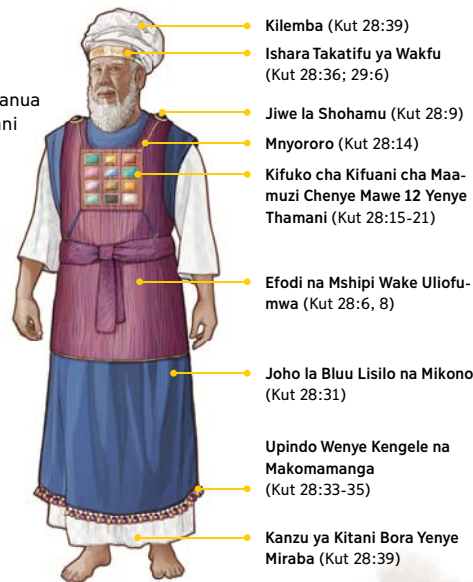 Kilemba (Kut 28:39)
Ishara Takatifu ya Wakfu
(Kut 28:36; 29:6)
anua
ni
Jiwe la Shohamu (Kut 28:9)
Mnyororo (Kut 28:14)
Kifuko cha Kifuani cha Maa-
muzi Chenye Mawe 12 Yenye
Thamani (Kut 28:15-21)
Efodi na Mshipi Wake Uliofu-
mwa (Kut 28:6, 8)
Joho la Bluu Lisilo na Mikono
(Kut 28:31)
Upindo Wenye Kengele na
Makomamanga
(Kut 28:33-35)
Kanzu ya Kitani Bora Yenye
Miraba (Kut 28:39)